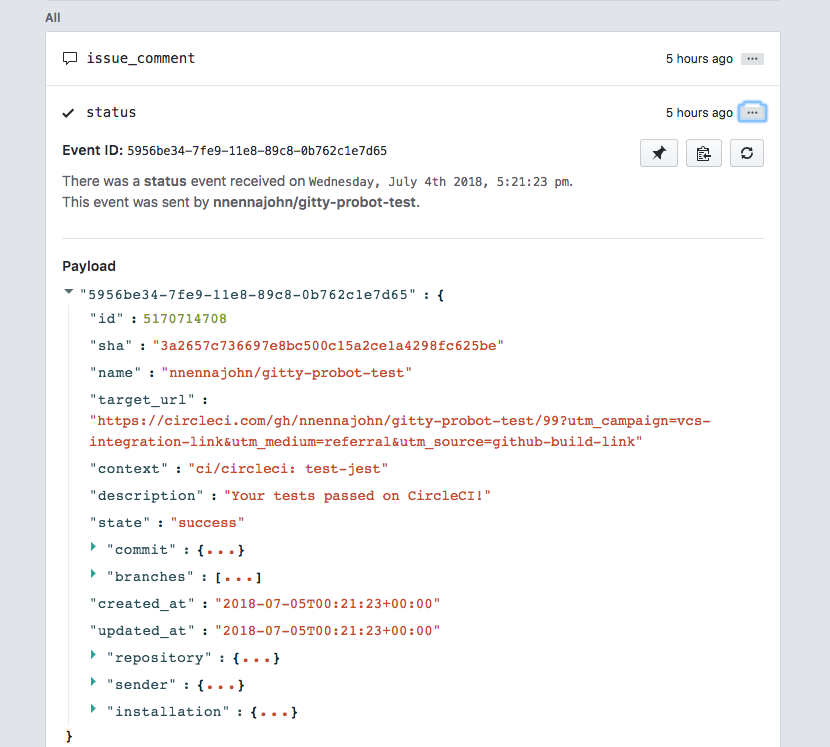 All
issue_comment 5 hours ago ...
status 5 hours ago ...
Event ID: 5956be34-7fe9-11e8-89c8-0b762c1e7d65
There was a status event received on Wednesday, July 4th 2018, 5:21:23 pm.
This event was sent by nnennajohn/gitty-probot-test.
Payload
"5956be34-7fe9-11e8-89c8-0b762c1e7d65" : {
"id" : 5170714708
"sha" : "3a2657c736697e8bc500c15a2ce1a4298fc625be"
"name" : "nnennajohn/gitty-probot-test"
"target_url" :
"https://circleci.com/gh/nnennajohn/gitty-probot-test/99?utm_campaign=vcs-
integration-link&utm_medium=referral&utm_source=github-build-link"
"context" : "ci/circleci: test-jest"
"description" : "Your tests passed on CircleCI!"
"state" : "success"
"commit" : {...}
"branches" : [...]
"created_at" : "2018-07-05T00:21:23+00:00"
"updated_at" : "2018-07-05T00:21:23+00:00"
"repository" : {...}
"sender" : {...}
"installation" : {...}
}